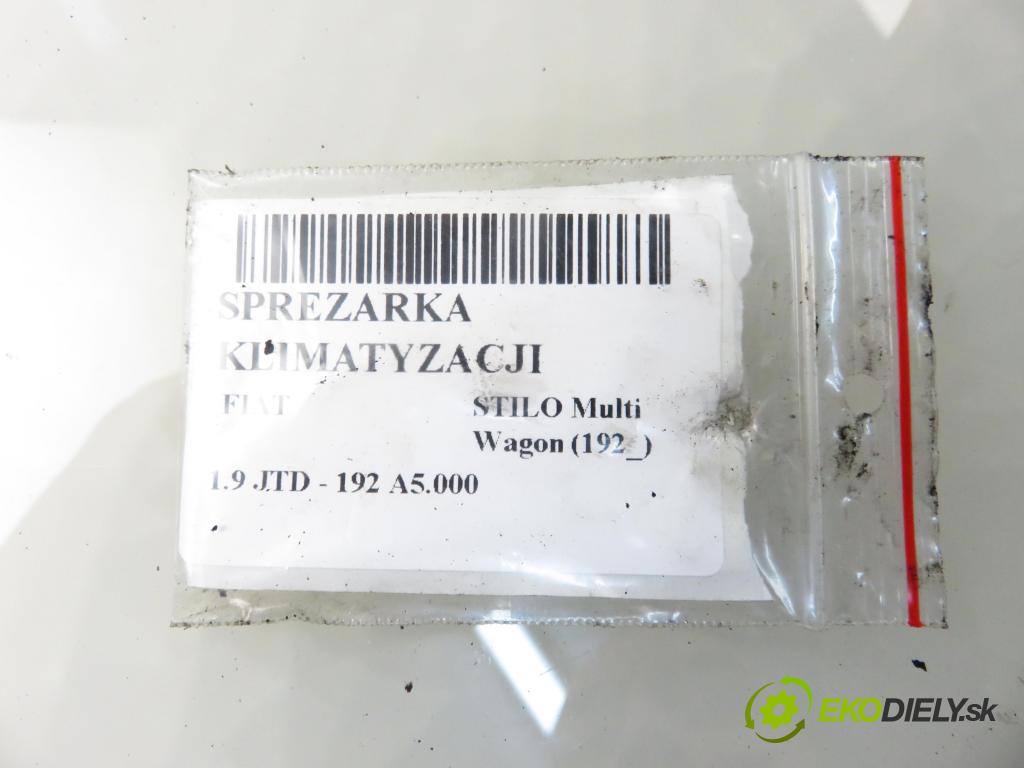 SPREZARKA
KLIMATYZACJI
FIAT STILO Multi
Wagon (192_)
1.9 JTD - 192 A5.000
EKODIELY.sk